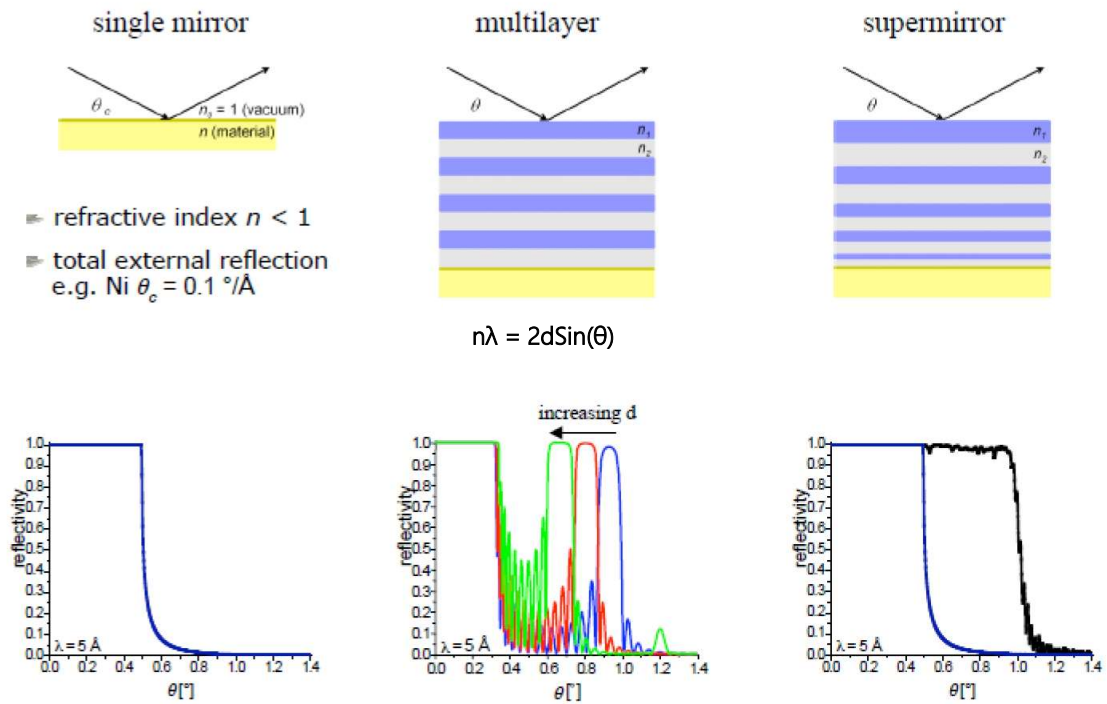 single mirror
θc
n0 = 1 (vacuum)
n (material)
refractive index n < 1
total external reflection
e.g. Ni θc = 0.1 °/Å
multilayer
θ
n1
n2
supermirror
θ
n1
n2
nλ = 2dSin(θ)
reflectivity
1.0
0.9
0.8
0.7
0.6
0.5
0.4
0.3
0.2
0.1
0.0
λ=5 Å
0.0 0.2 0.4 0.6 0.8 1.0 1.2 1.4
θ[°]
increasing d
reflectivity
1.0
0.9
0.8
0.7
0.6
0.5
0.4
0.3
0.2
0.1
0.0
λ=5 Å
0.0 0.2 0.4 0.6 0.8 1.0 1.2 1.4
θ[°]
reflectivity
1.0
0.9
0.8
0.7
0.6
0.5
0.4
0.3
0.2
0.1
0.0
λ=5 Å
0.0 0.2 0.4 0.6 0.8 1.0 1.2 1.4
θ[°]